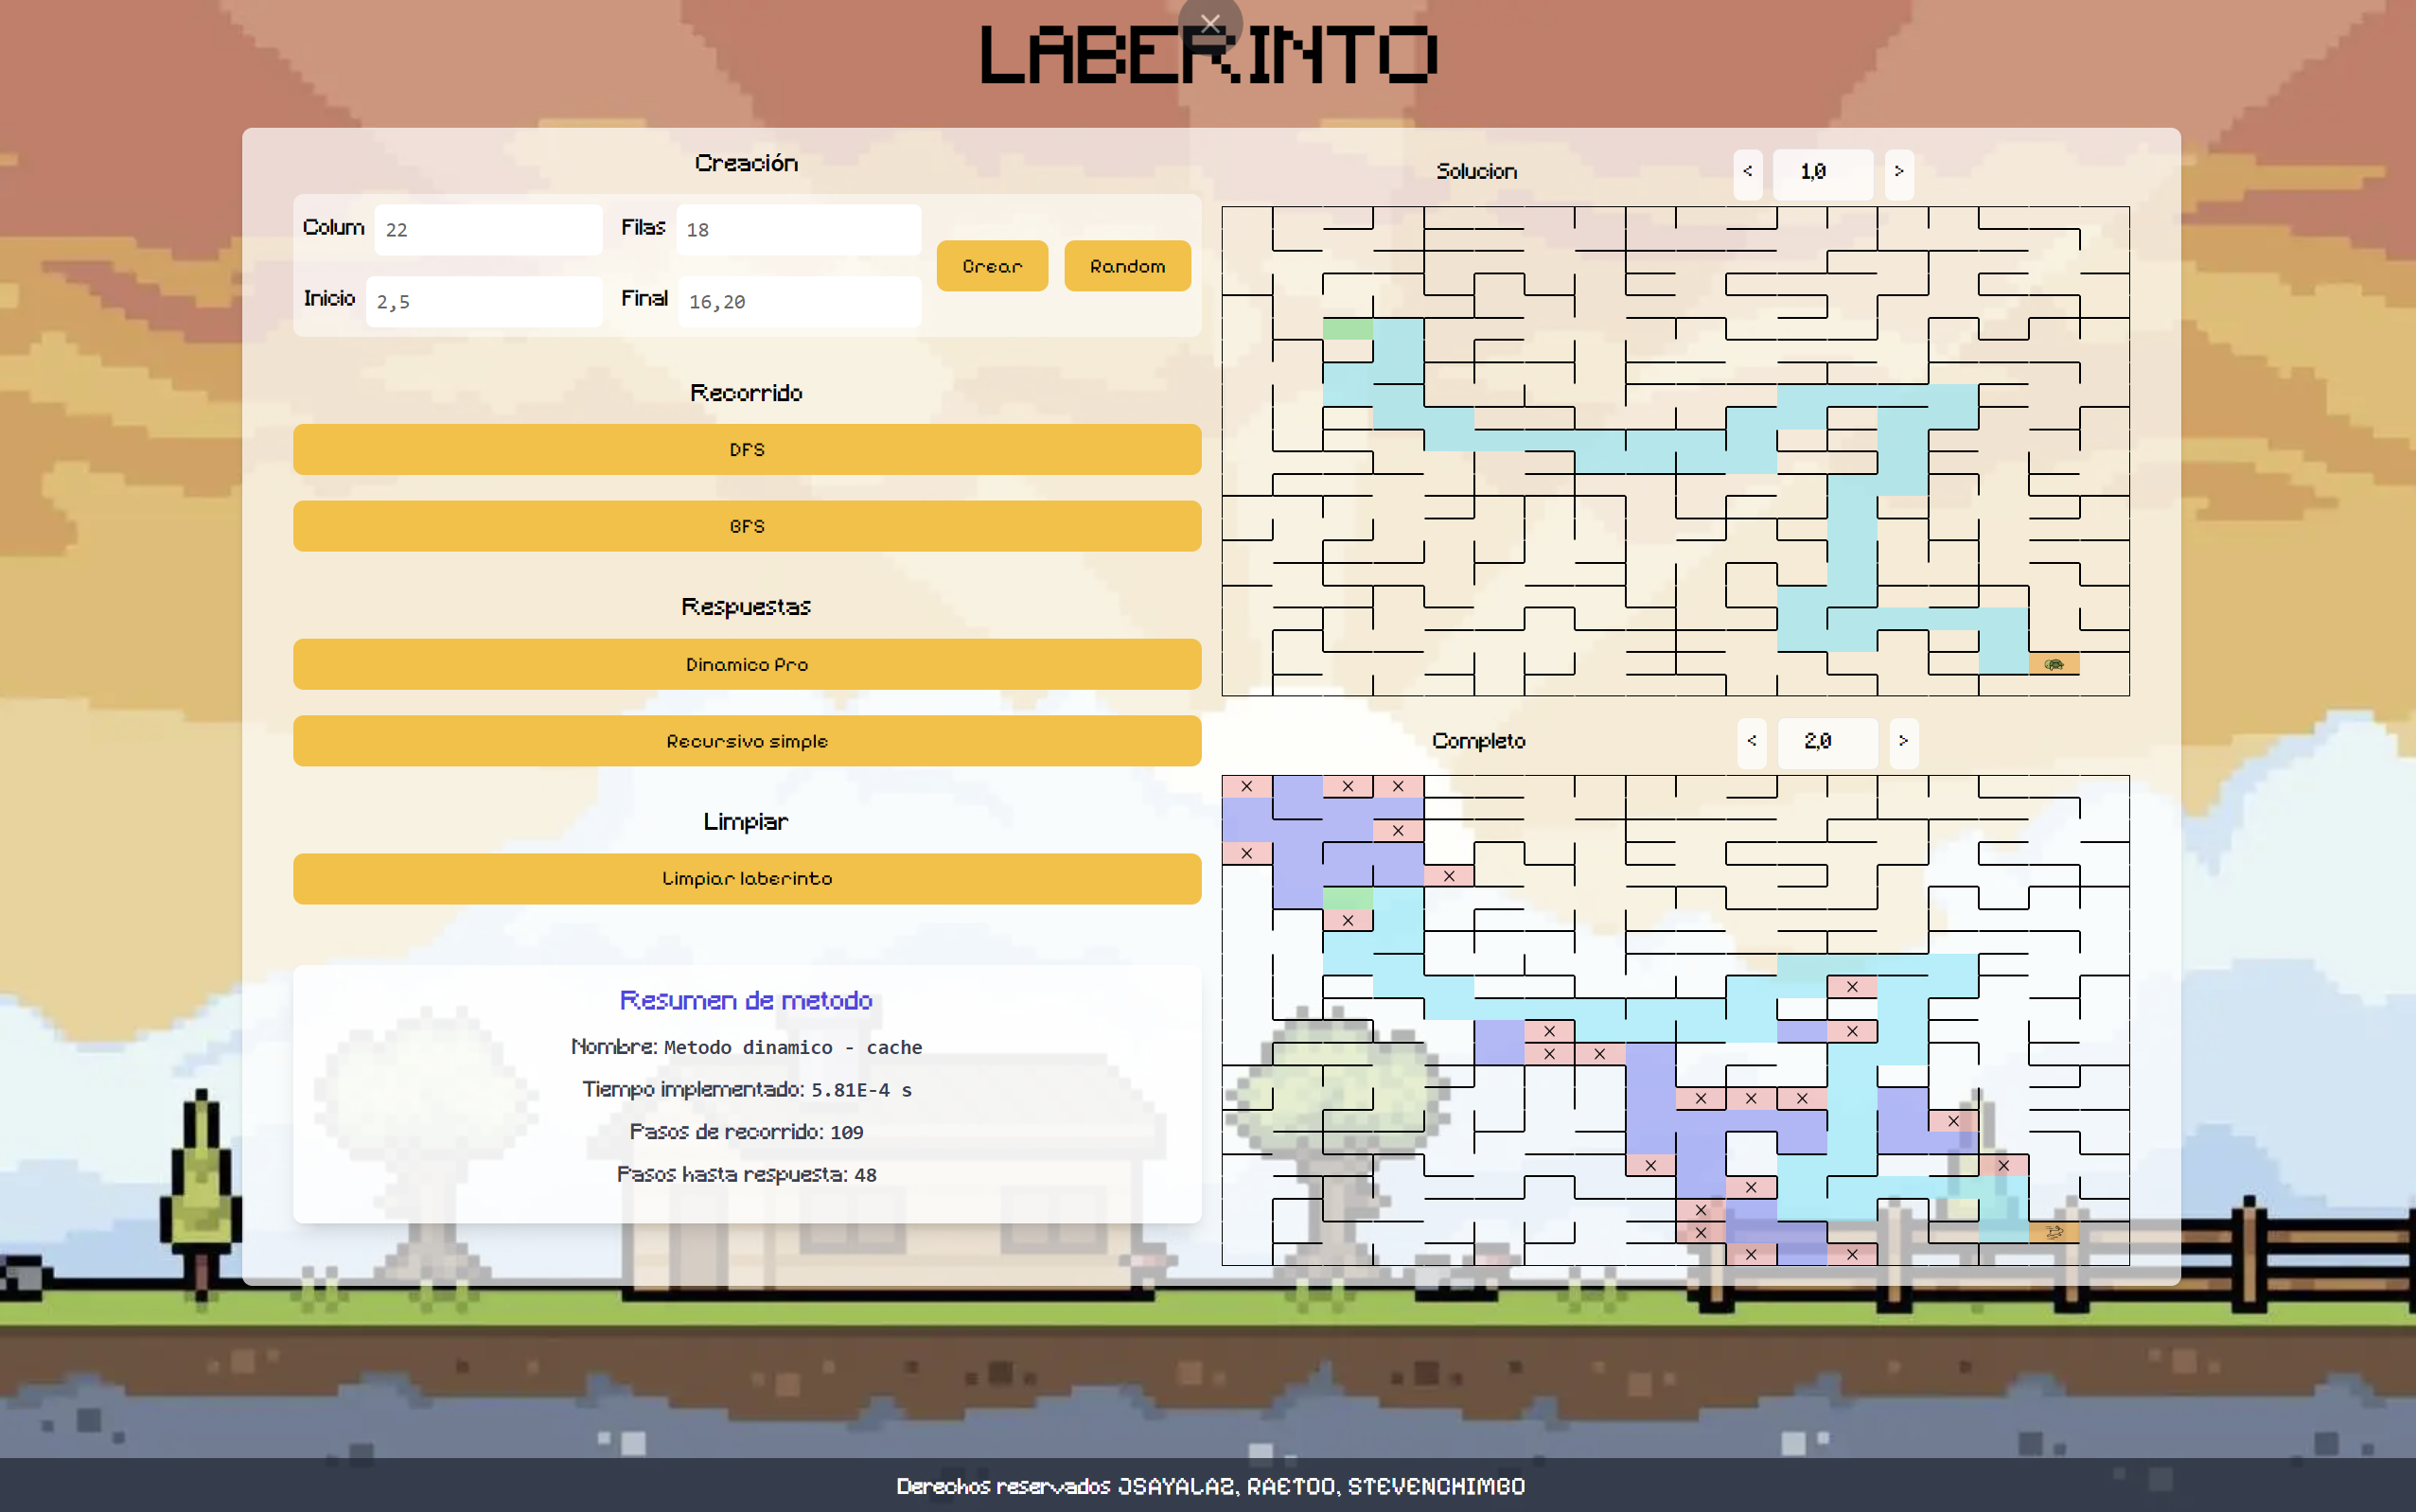 LABERINTO
Creación
Colum 22 Filas 18
Crear Random
Inicio 2,5 Final 16,20
Recorrido
DFS
BFS
Respuestas
Dinamico Pro
Recursivo simple
Limpiar
Limpiar laberinto
Resumen de metodo
Nombre: Metodo dinamico - cache
Tiempo implementado: 5.81E-4 s
Pasos de recorrido: 109
Pasos hasta respuesta: 48
Solucion < 1,0 >
Completo < 2,0 >
Derechos reservados JSAYALA2, RAETOO, STEVENCHIMBO